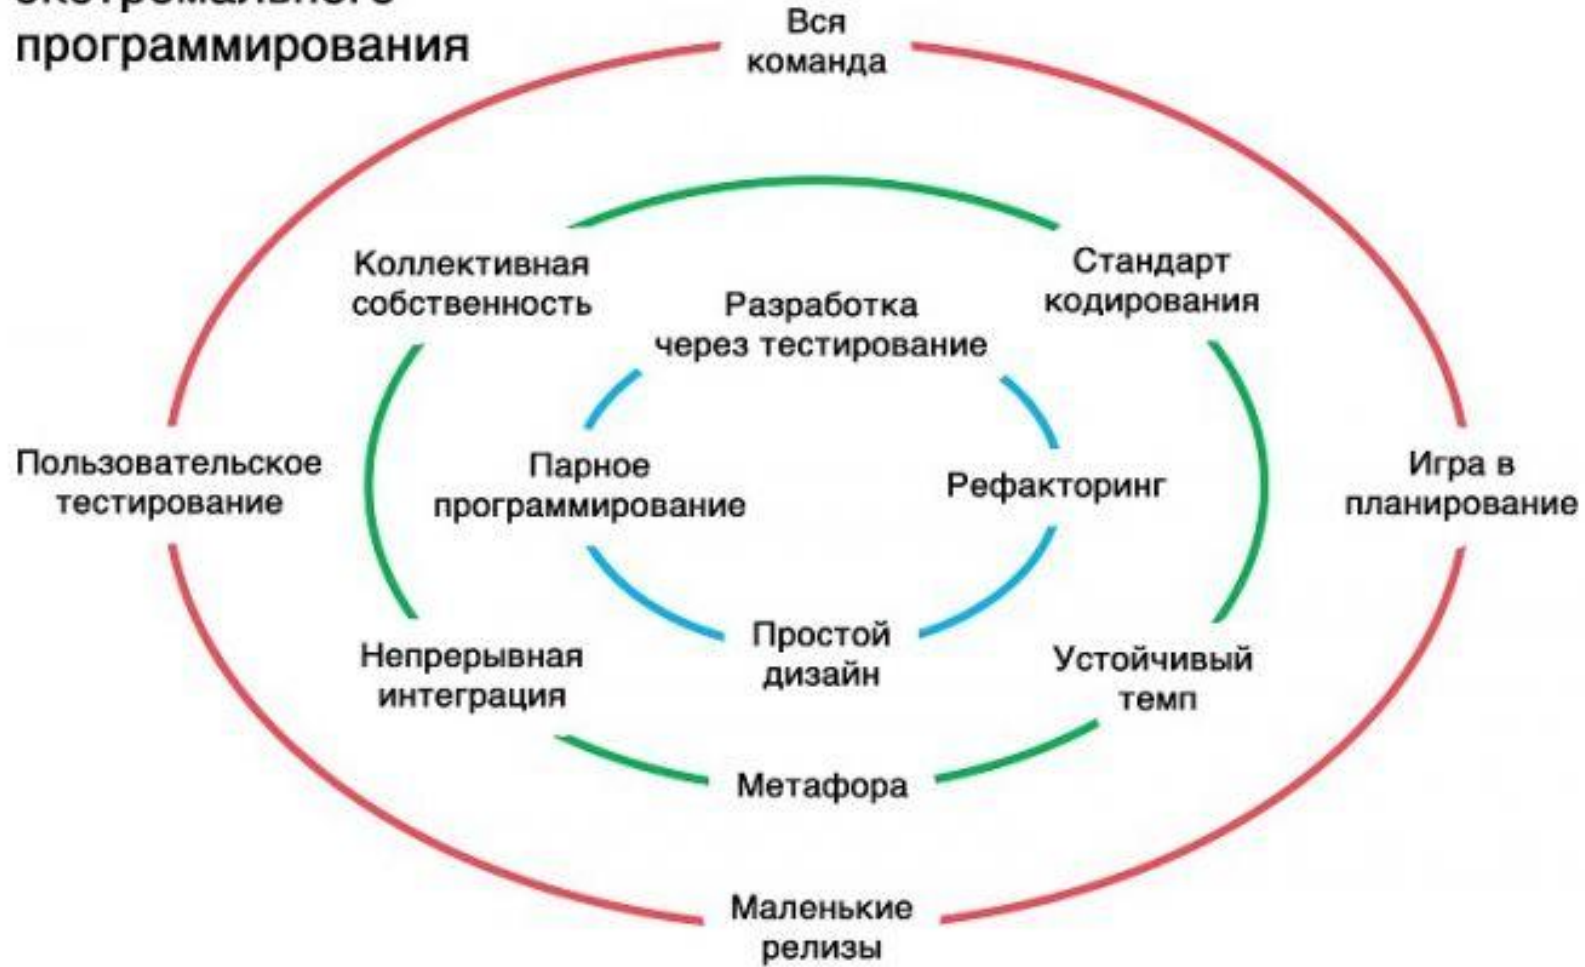 экстремального
программирования
Вся
команда
Коллективная
собственность
Стандарт
кодирования
Разработка
через тестирование
Пользовательское
тестирование
Парное
программирование
Рефакторинг
Игра в
планирование
Непрерывная
интеграция
Простой
дизайн
Устойчивый
темп
Метафора
Маленькие
релизы